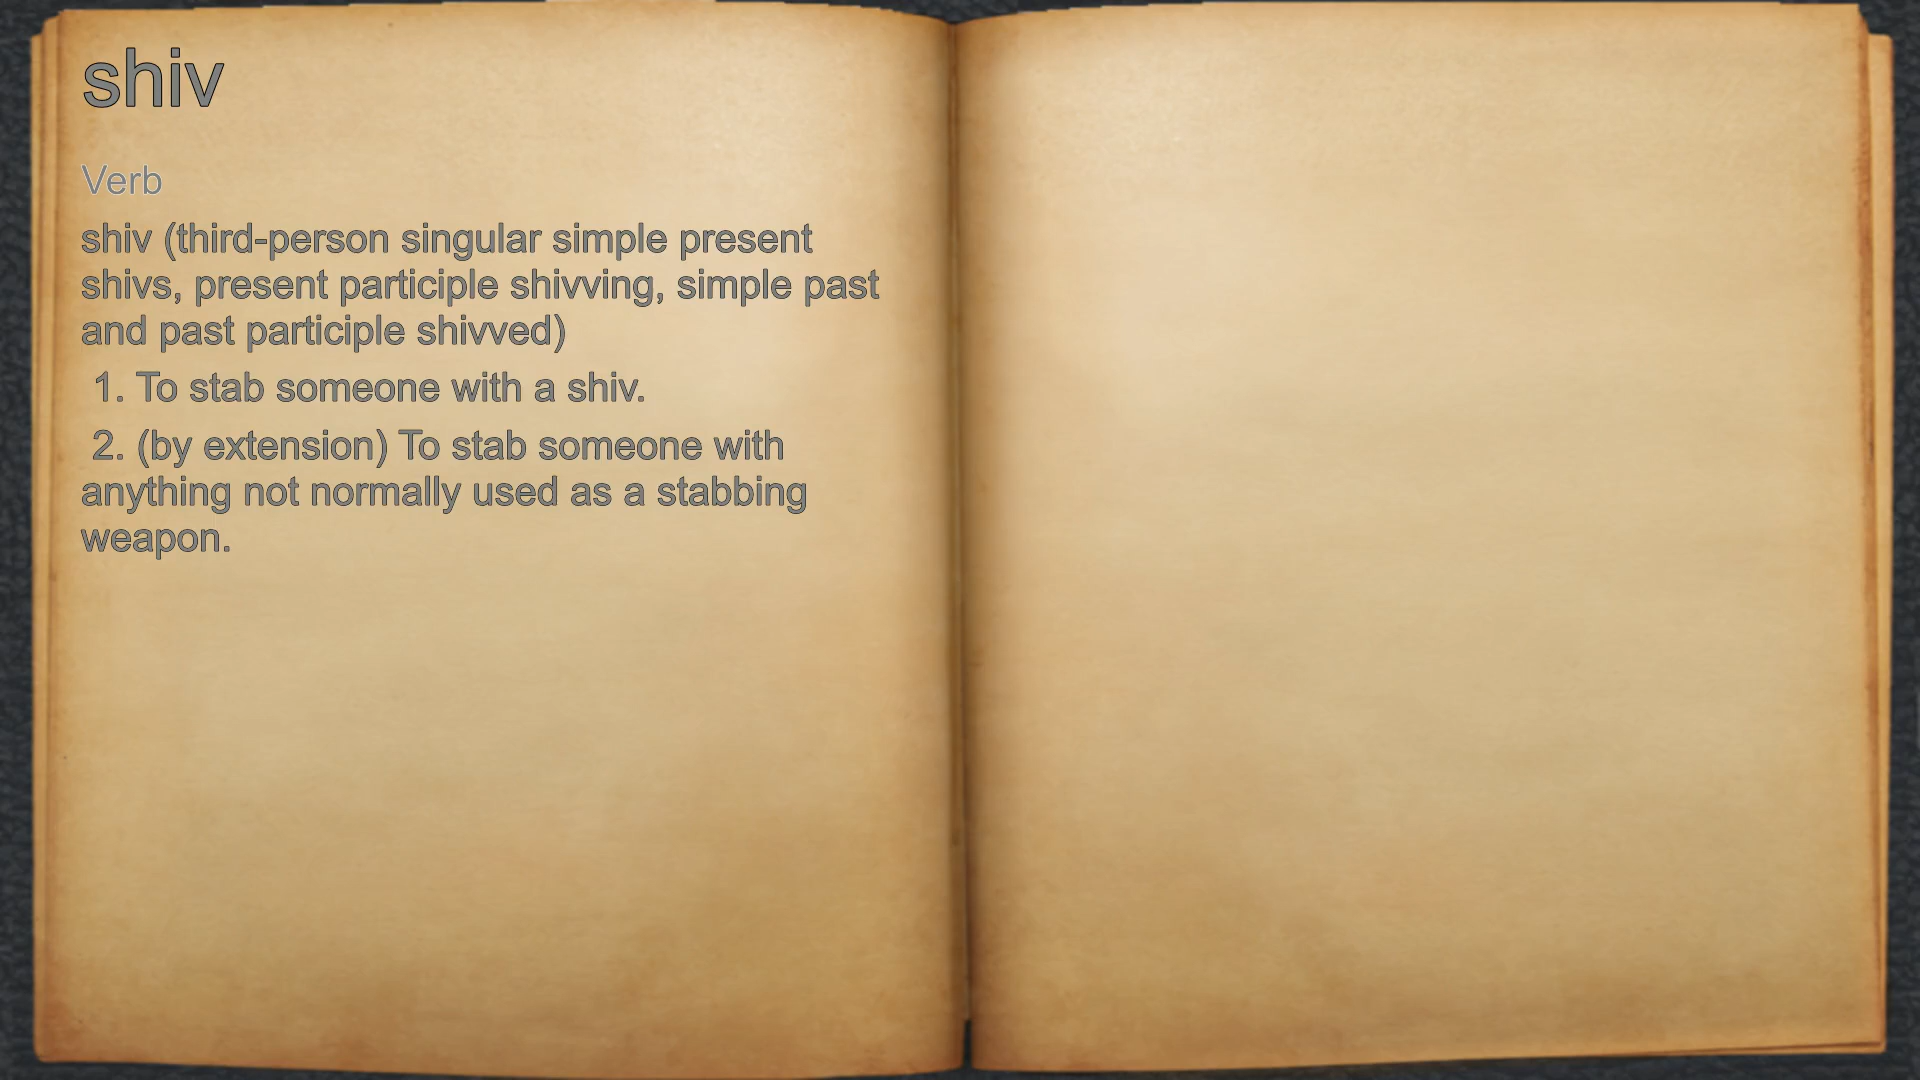 shiv
Verb
shiv (third-person singular simple present
shivs, present participle shivving, simple past
and past participle shivved)
1. To stab someone with a shiv.
2. (by extension) To stab someone with
anything not normally used as a stabbing
weapon.